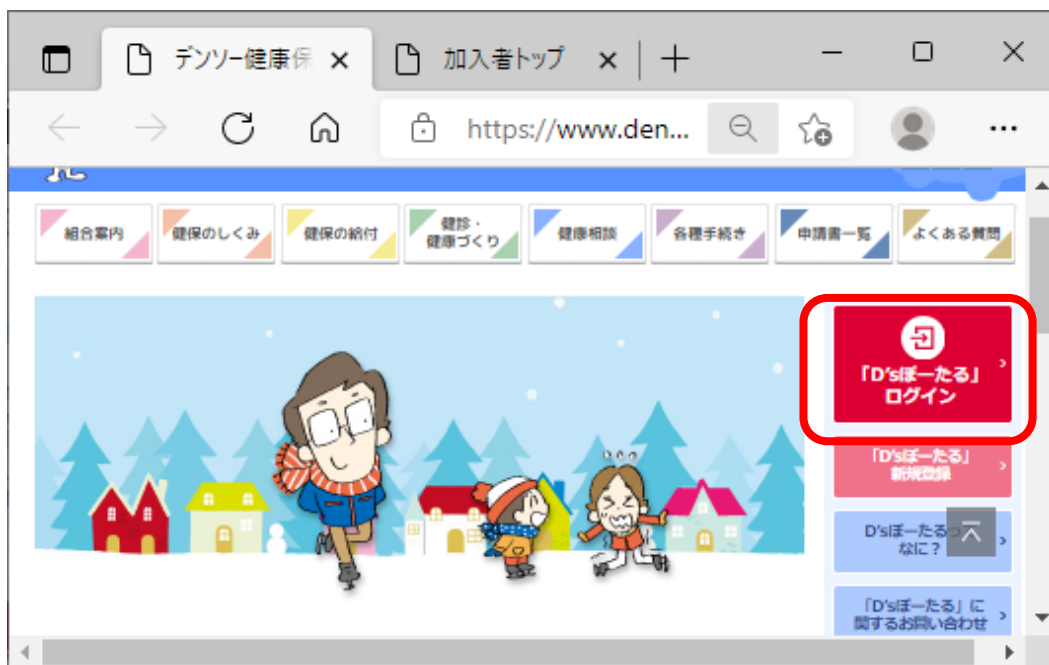 デンソー健康保
加入者トップ
https://www.den...
組合案内
健保のしくみ
健保の給付
健診・
健康づくり
健康相談
各種手続き
申請書一覧
よくある質問
「D'sぽーたる」
ログイン
「D'sぽーたる」
新規登録
D'sぽーたるっ
なに？
「D'sぽーたる」に
関するお問い合わせ